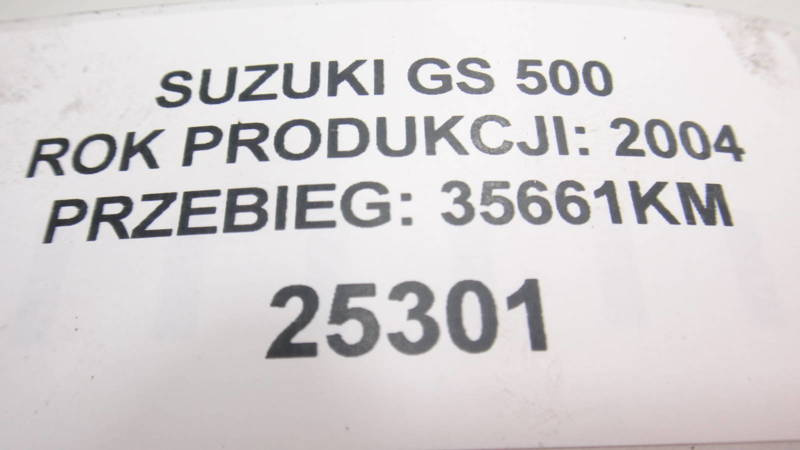 SUZUKI GS 500
ROK PRODUKCJI: 2004
PRZEBIEG: 35661KM
25301